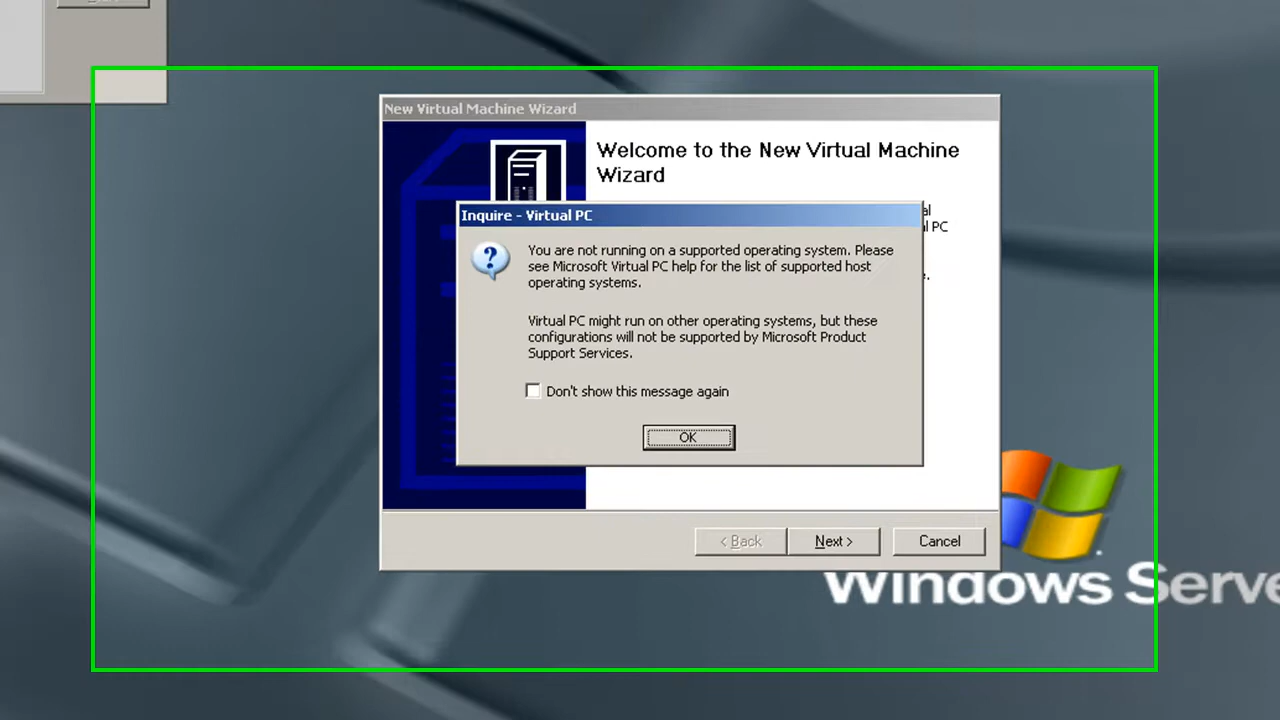 New Virtual Machine Wizard
Welcome to the New Virtual Machine
Wizard
Inquire - Virtual PC
PC
You are not running on a supported operating system. Please
see Microsoft Virtual PC help for the list of supported host
operating systems.
Virtual PC might run on other operating systems, but these
configurations will not be supported by Microsoft Product
Support Services.
Don't show this message again
OK
< Back
Next >
Cancel
Windows Serve